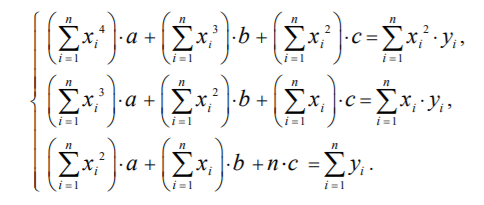 (∑_{i=1}^{n} x_i^4)·a + (∑_{i=1}^{n} x_i^3)·b + (∑_{i=1}^{n} x_i^2)·c = ∑_{i=1}^{n} x_i^2·y_i,
(∑_{i=1}^{n} x_i^3)·a + (∑_{i=1}^{n} x_i^2)·b + (∑_{i=1}^{n} x_i)·c = ∑_{i=1}^{n} x_i·y_i,
(∑_{i=1}^{n} x_i^2)·a + (∑_{i=1}^{n} x_i)·b + n·c = ∑_{i=1}^{n} y_i.